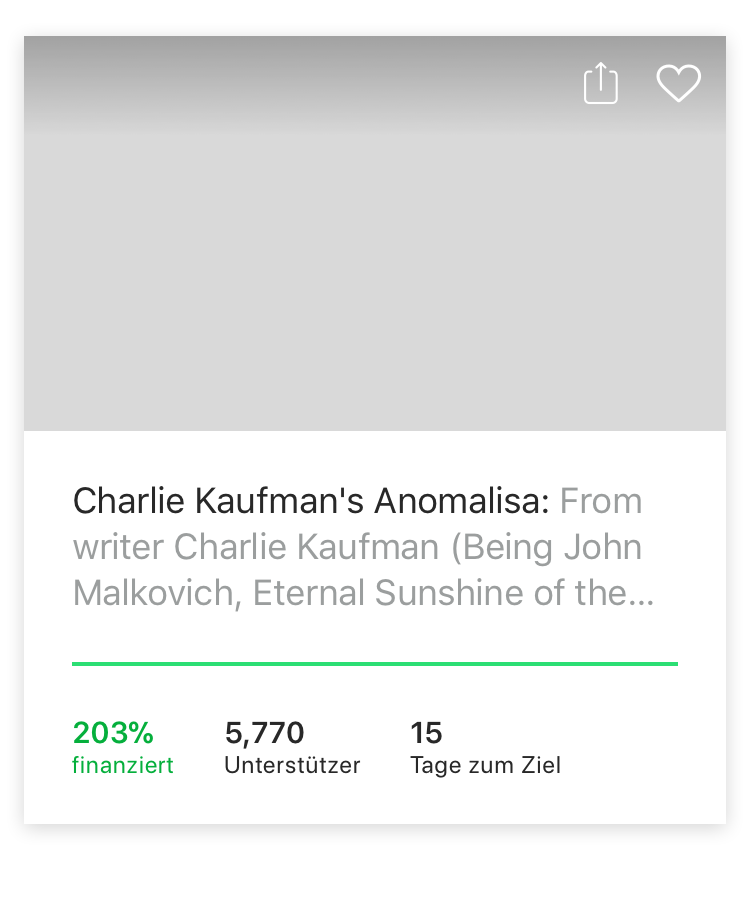 Charlie Kaufman's Anomalisa: From
writer Charlie Kaufman (Being John
Malkovich, Eternal Sunshine of the...
203% 5,770 15
finanziert Unterstützer Tage zum Ziel